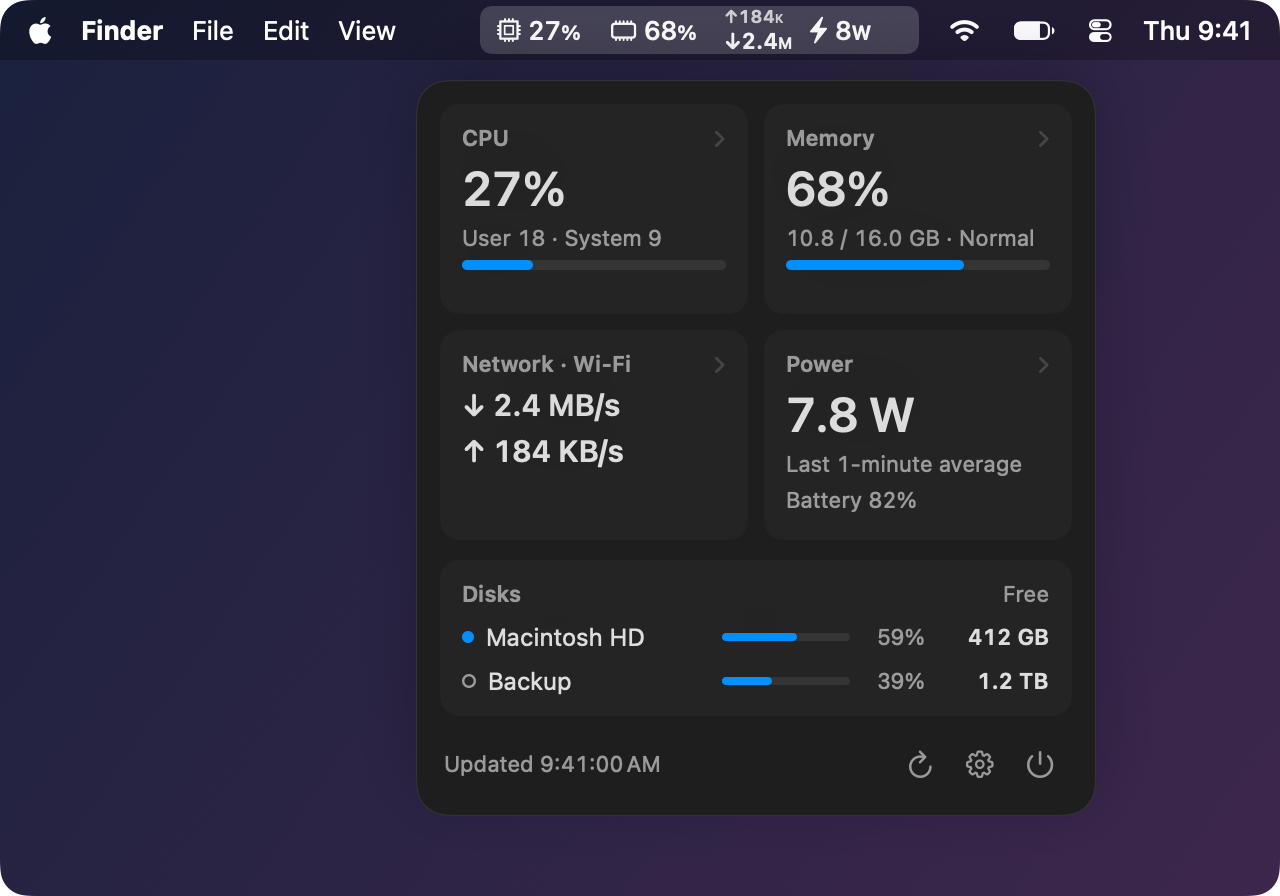 Finder File Edit View 27% 68% ↑184K ↓2.4M 8W Thu 9:41
CPU
27%
User 18 · System 9
Memory
68%
10.8 / 16.0 GB · Normal
Network · Wi-Fi
↓ 2.4 MB/s
↑ 184 KB/s
Power
7.8 W
Last 1-minute average
Battery 82%
Disks Free
Macintosh HD 59% 412 GB
Backup 39% 1.2 TB
Updated 9:41:00 AM